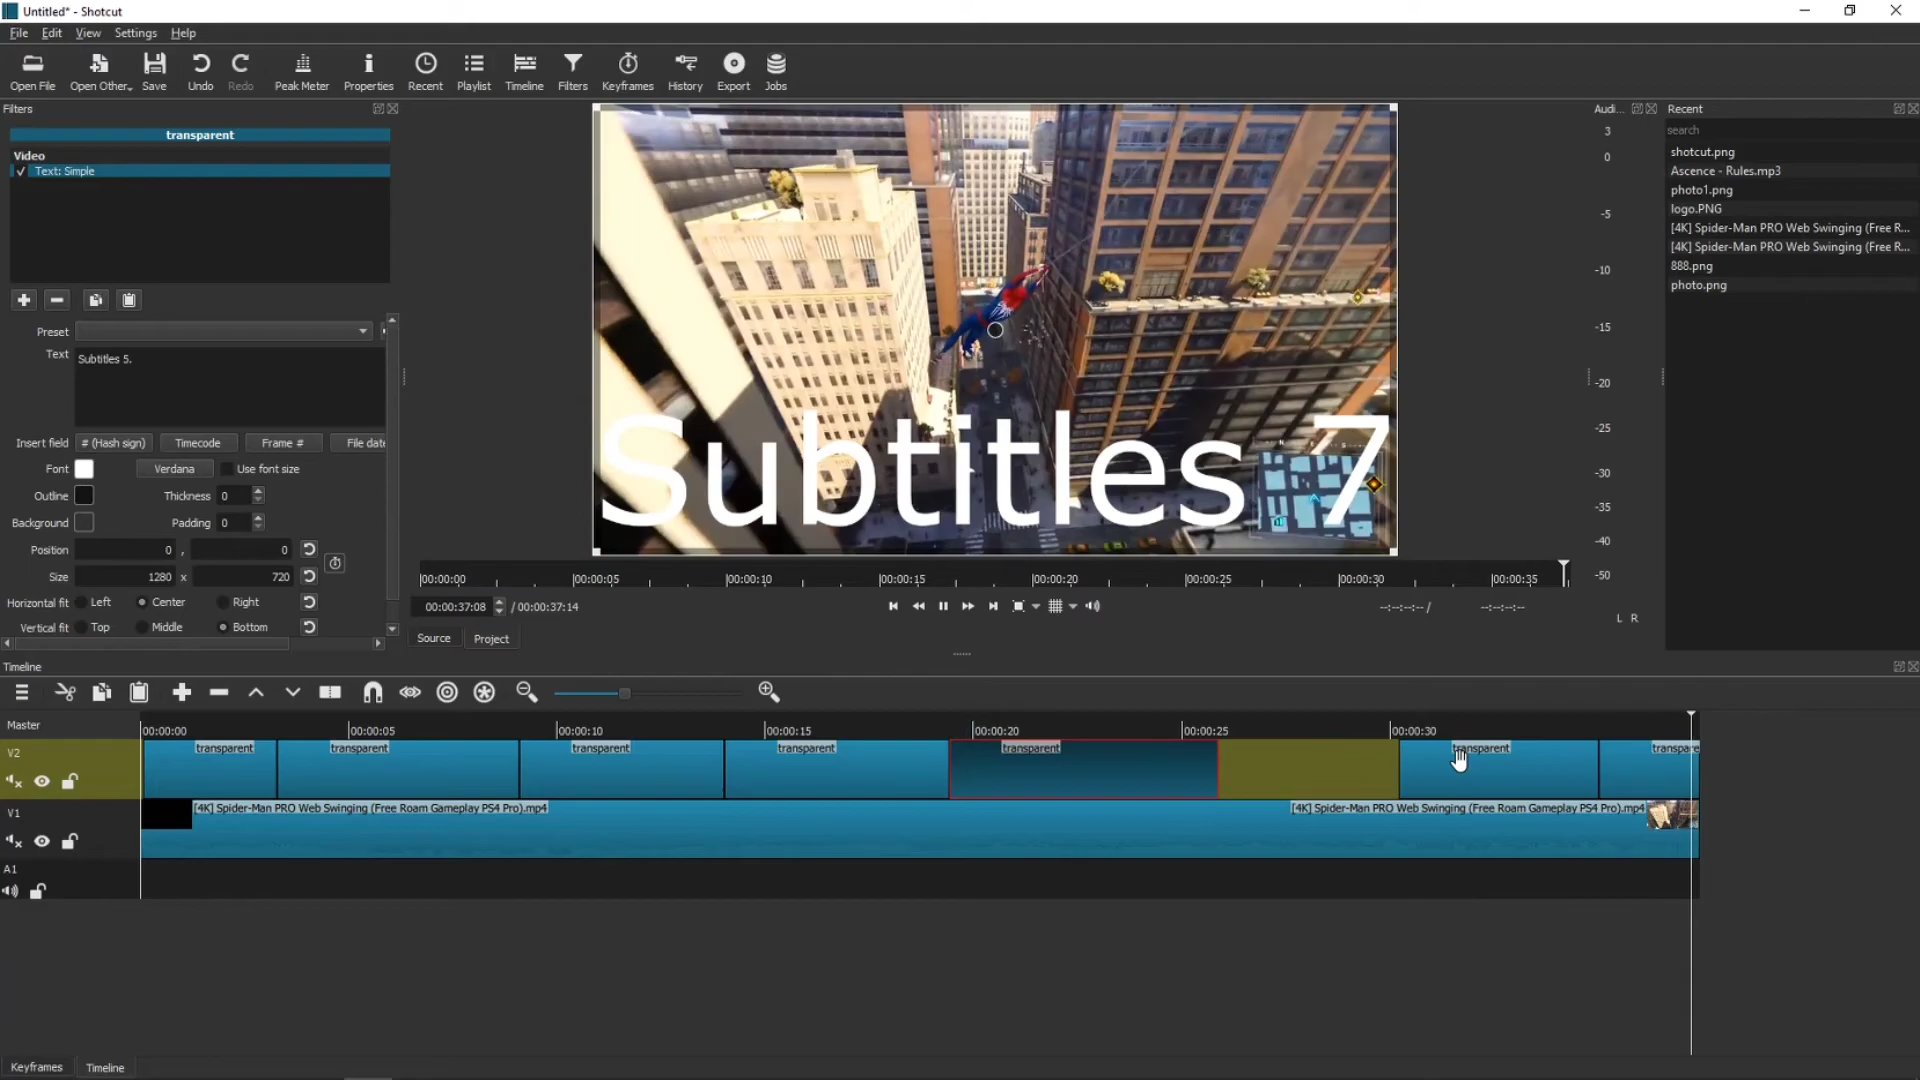 Untitled* - Shotcut
File Edit View Settings Help
Open File Open Other... Save Undo Redo Peak Meter Properties Recent Playlist Timeline Filters Keyframes History Export Jobs
Filters
transparent
Video
Text: Simple
Preset
Text Subtitles 5.
Insert field # (Hash sign) Timecode Frame # File date
Font Verdana Use font size
Outline Thickness 0
Background Padding 0
Position 0 , 0
Size 1280 x 720
Horizontal fit Left Center Right
Vertical fit Top Middle Bottom
Subtitles 7
00:00:00 00:00:05 00:00:10 00:00:15 00:00:20 00:00:25 00:00:30 00:00:35
00:00:37:08 / 00:00:37:14 --:--:--:-- / --:--:--:--
Source Project
Audi...
3
0
-5
-10
-15
-20
-25
-30
-35
-40
-50
L R
Recent
search
shotcut.png
Ascence - Rules.mp3
photo1.png
logo.PNG
[4K] Spider-Man PRO Web Swinging (Free R...
[4K] Spider-Man PRO Web Swinging (Free R...
888.png
photo.png
Timeline
Master 00:00:00 00:00:05 00:00:10 00:00:15 00:00:20 00:00:25 00:00:30
V2 transparent transparent transparent transparent transparent transparent transpare
V1 [4K] Spider-Man PRO Web Swinging (Free Roam Gameplay PS4 Pro).mp4 [4K] Spider-Man PRO Web Swinging (Free Roam Gameplay PS4 Pro).mp4
A1
Keyframes Timeline